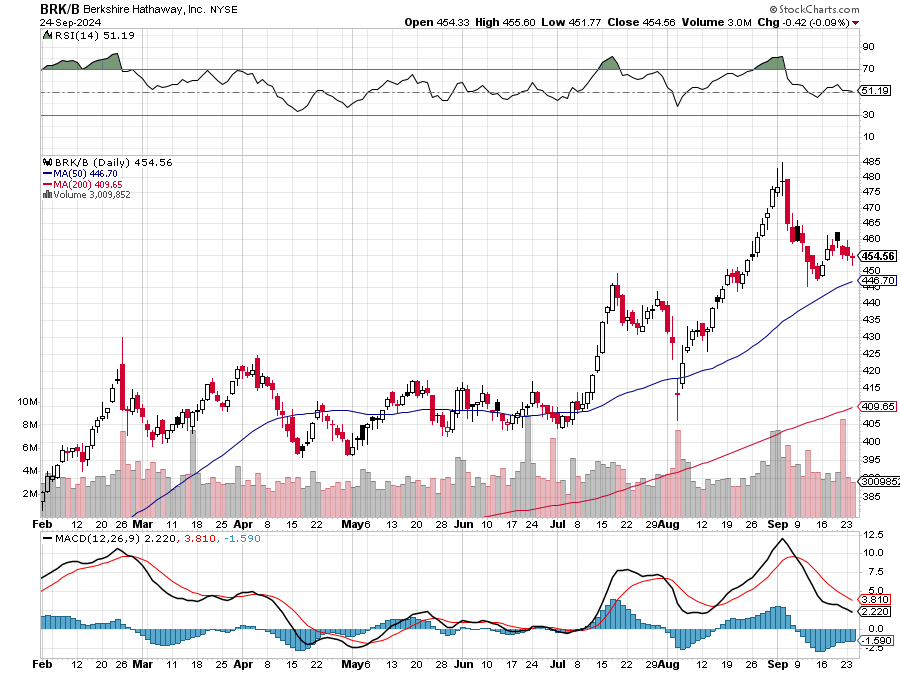 BRK/B Berkshire Hathaway, Inc. NYSE
© StockCharts.com
24-Sep-2024
Open 454.33 High 455.60 Low 451.77 Close 454.56 Volume 3.0M Chg -0.42 (-0.09%)
RSI(14) 51.19
90
70
51.19
30
10
BRK/B (Daily) 454.56
MA(50) 446.70
MA(200) 409.65
Volume 3,009,852
485
480
475
470
465
460
454.56
450
446.70
440
435
430
425
420
415
409.65
405
400
395
3009852
385
10M
8M
6M
4M
2M
Feb 12 20 26 Mar 11 18 25 Apr 8 15 22 May 6 13 20 28 Jun 10 17 24 Jul 8 15 22 29 Aug 12 19 26 Sep 9 16 23
MACD(12,26,9) 2.220, 3.810, -1.590
12.5
10.0
7.5
5.0
3.810
2.220
0.0
-1.590
-2.5
Feb 12 20 26 Mar 11 18 25 Apr 8 15 22 May 6 13 20 28 Jun 10 17 24 Jul 8 15 22 29 Aug 12 19 26 Sep 9 16 23